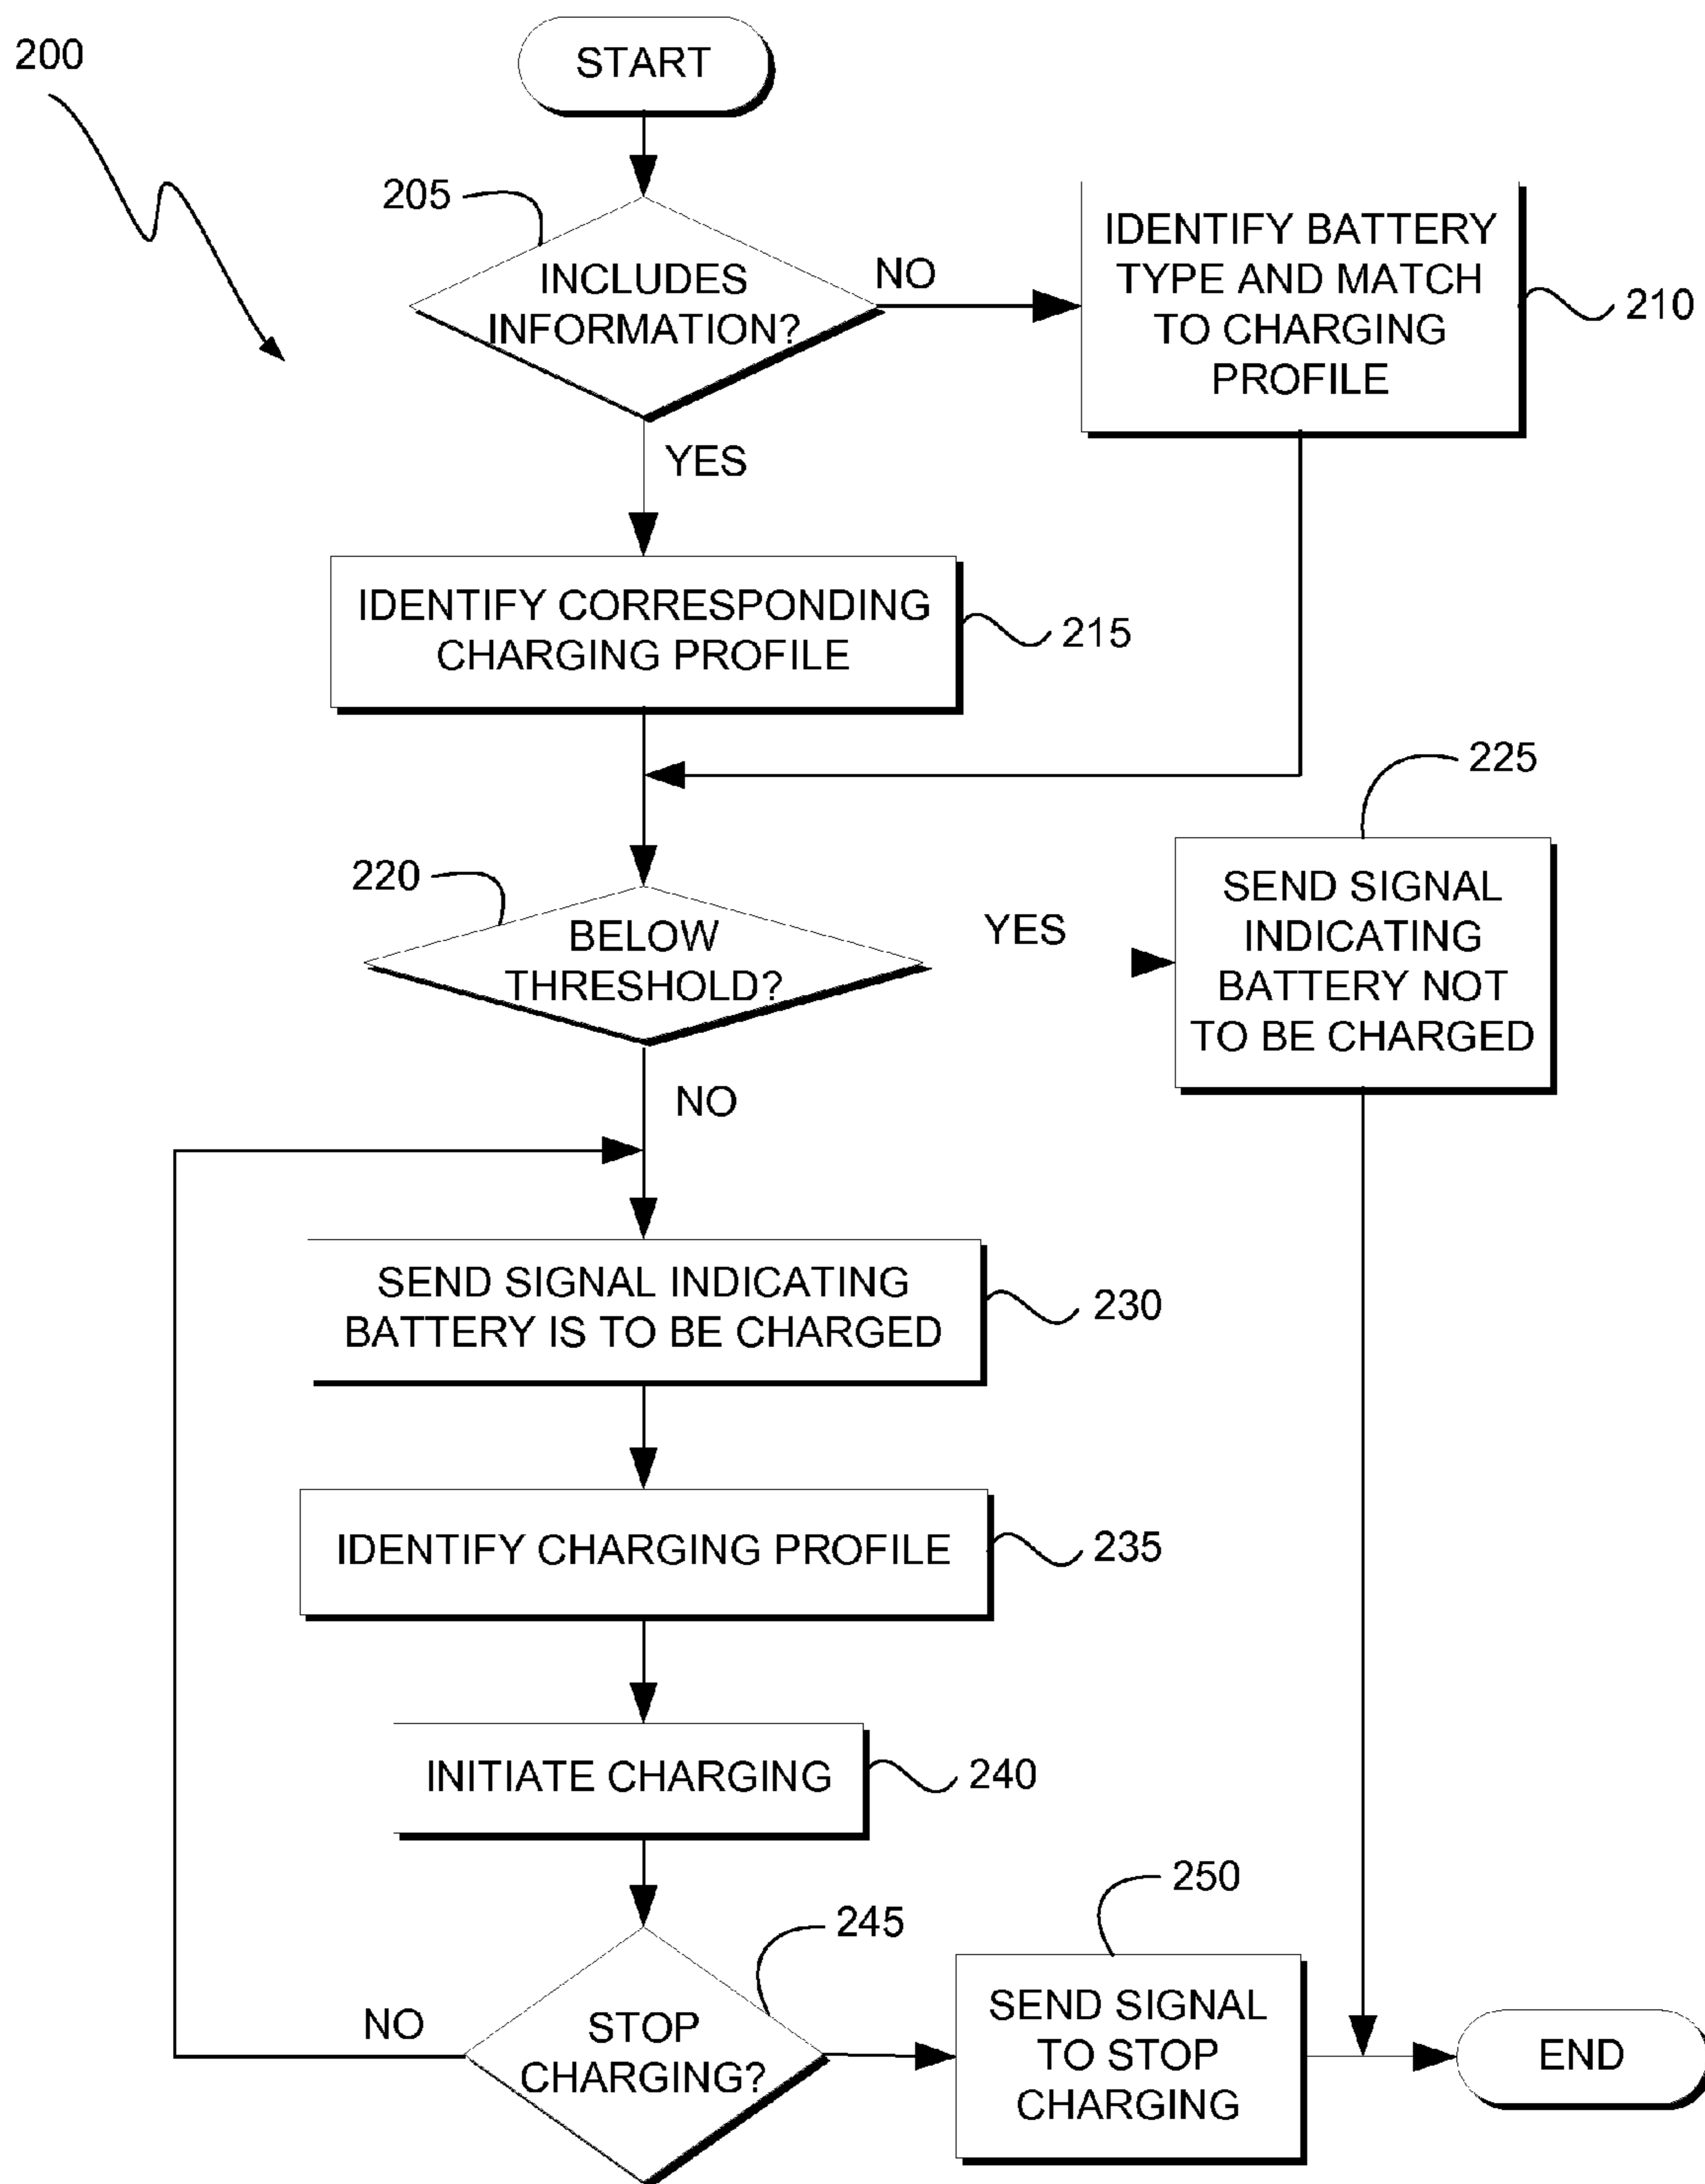 200
START
205
INCLUDES
INFORMATION?
NO
IDENTIFY BATTERY
TYPE AND MATCH
TO CHARGING
PROFILE
210
YES
IDENTIFY CORRESPONDING
CHARGING PROFILE
215
220
BELOW
THRESHOLD?
YES
225
SEND SIGNAL
INDICATING
BATTERY NOT
TO BE CHARGED
NO
SEND SIGNAL INDICATING
BATTERY IS TO BE CHARGED
230
IDENTIFY CHARGING PROFILE
235
INITIATE CHARGING
240
245
STOP
CHARGING?
NO
250
SEND SIGNAL
TO STOP
CHARGING
END